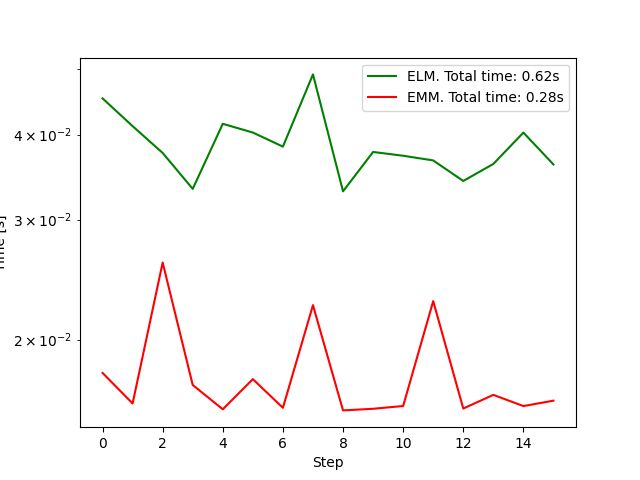 ELM. Total time: 0.62s
EMM. Total time: 0.28s
4 × 10⁻²
3 × 10⁻²
2 × 10⁻²
[s]
0 2 4 6 8 10 12 14
Step